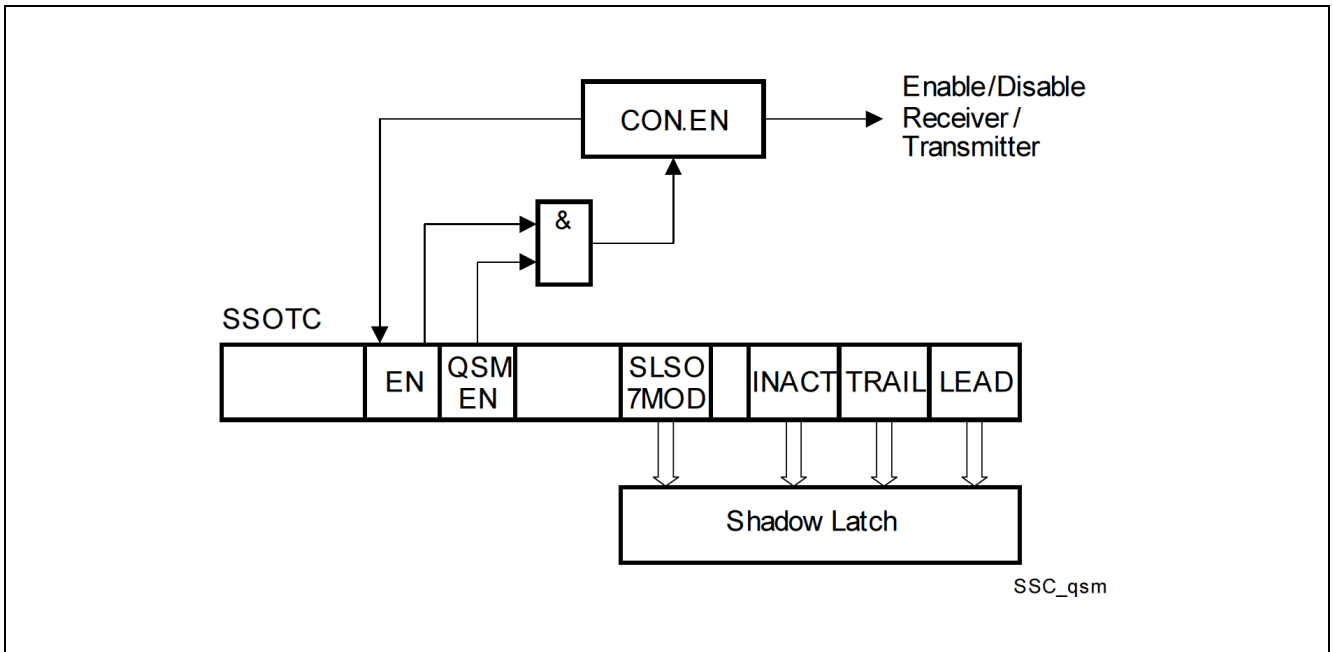 Enable/Disable
Receiver /
Transmitter
CON.EN
&
SSOTC
EN
QSM
EN
SLSO
7MOD
INACT
TRAIL
LEAD
Shadow Latch
SSC_qsm